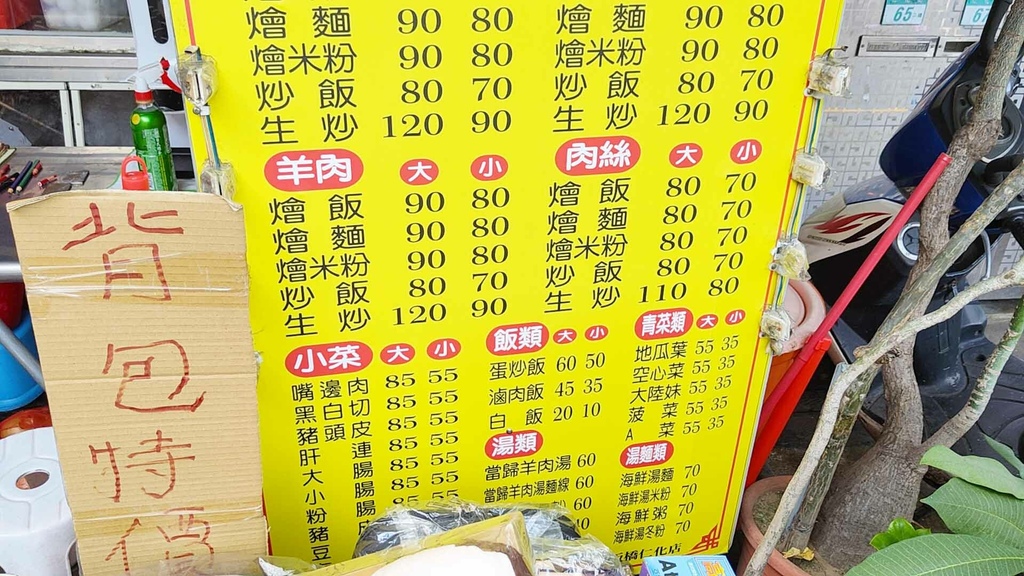 燴麵 90 80
燴米粉 90 80
炒飯 80 70
生炒 120 90
羊肉 大 小
燴飯 90 80
燴麵 90 80
燴米粉 90 80
炒飯 80 70
生炒 120 90
燴麵 90 80
燴米粉 90 80
炒飯 80 70
生炒 120 90
肉絲 大 小
燴飯 80 70
燴麵 80 70
燴米粉 80 70
炒飯 80 70
生炒 110 80
小菜 大 小
嘴邊肉 85 55
黑白切 85 55
豬頭皮 85 55
肝連 85 55
大腸 85 55
小腸 85 55
粉腸
豬皮
豆
飯類 大 小
蛋炒飯 60 50
滷肉飯 45 35
白飯 20 10
湯類
當歸羊肉湯 60
當歸羊肉湯麵線 60
青菜類 大 小
地瓜葉 55 35
空心菜 55 35
大陸妹 55 35
菠菜 55 35
A菜 55 35
湯麵類
海鮮湯麵 70
海鮮湯米粉 70
海鮮粥 70
海鮮湯冬粉 70
橋仁化店
背包特價
65